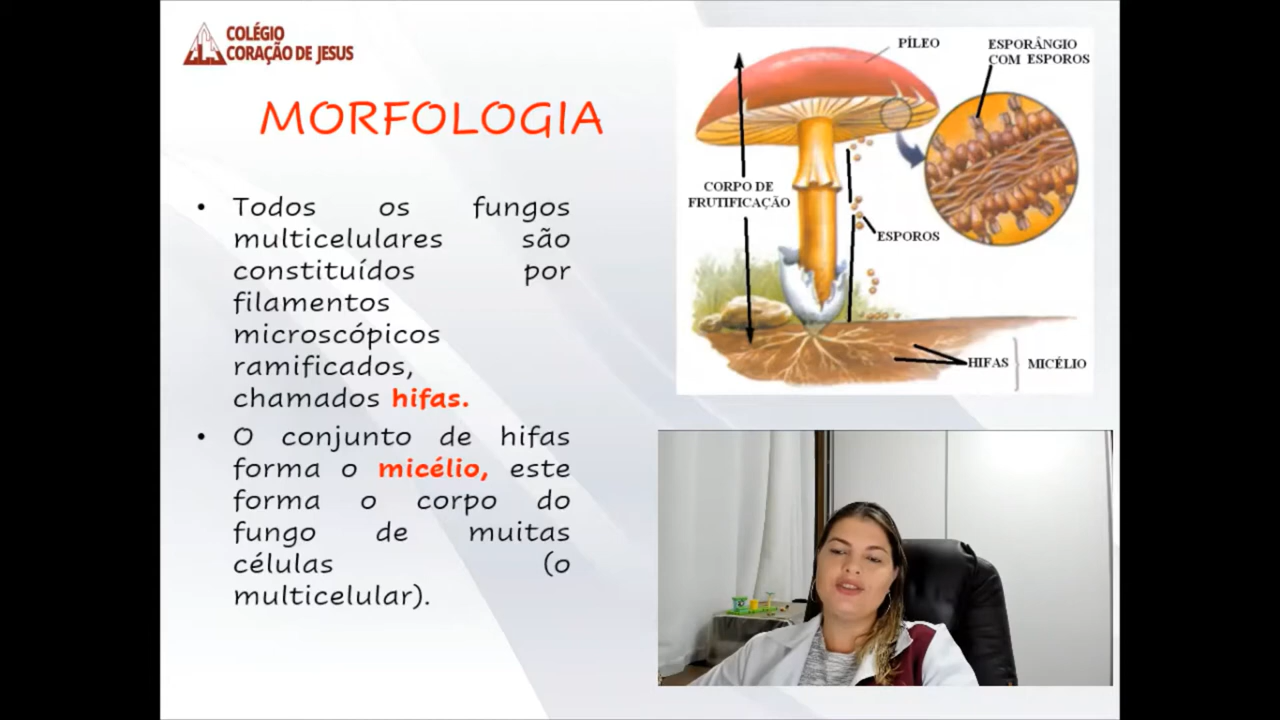 COLÉGIO
CORAÇÃO DE JESUS
MORFOLOGIA
• Todos os fungos
multicelulares são
constituídos por
filamentos
microscópicos
ramificados,
chamados hifas.
• O conjunto de hifas
forma o micélio, este
forma o corpo do
fungo de muitas
células (o
multicelular).
PÍLEO
ESPORÂNGIO
COM ESPOROS
CORPO DE
FRUTIFICAÇÃO
ESPOROS
HIFAS
MICÉLIO